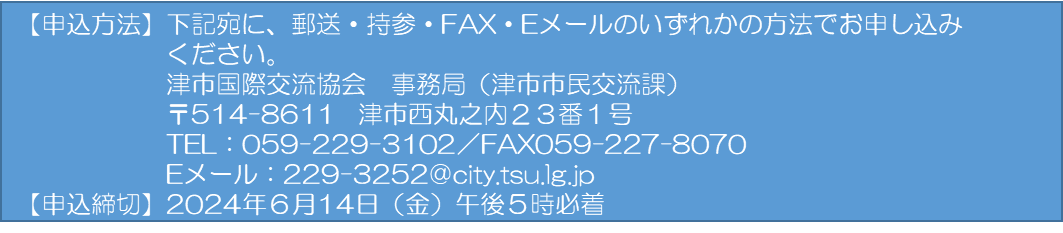 【申込方法】下記宛に、郵送・持参・FAX・Eメールのいずれかの方法でお申し込み
ください。
津市国際交流協会　事務局（津市市民交流課）
〒514-8611　津市西丸之内２３番１号
TEL：059-229-3102／FAX059-227-8070
Eメール：229-3252@city.tsu.lg.jp
【申込締切】2024年６月14日（金）午後５時必着